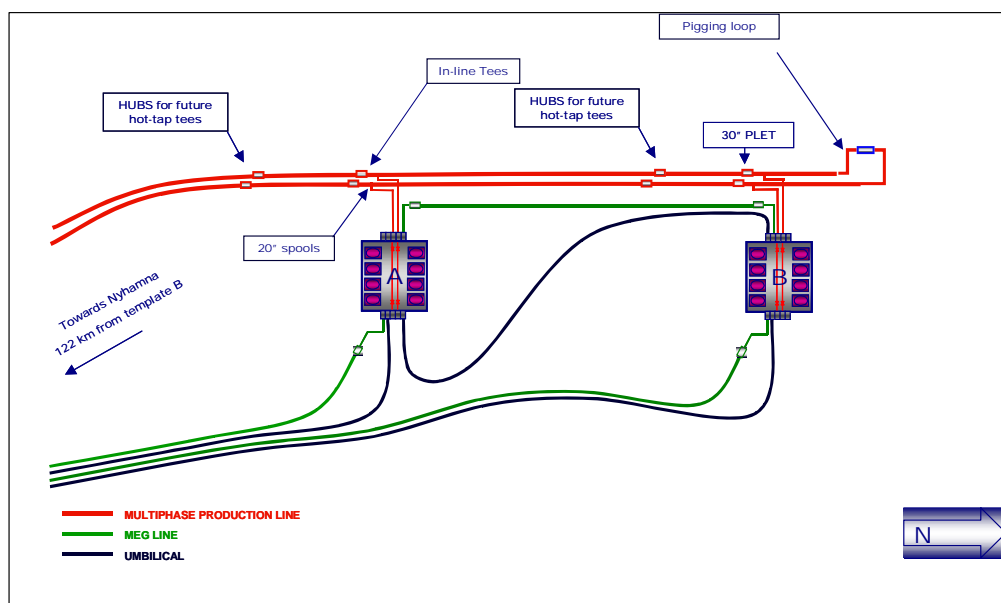 Pigging loop
In-line Tees
HUBS for future
hot-tap tees
HUBS for future
hot-tap tees
30" PLET
20" spools
A
B
Towards Nyhamna
122 km from template B
MULTIPHASE PRODUCTION LINE
MEG LINE
UMBILICAL
N